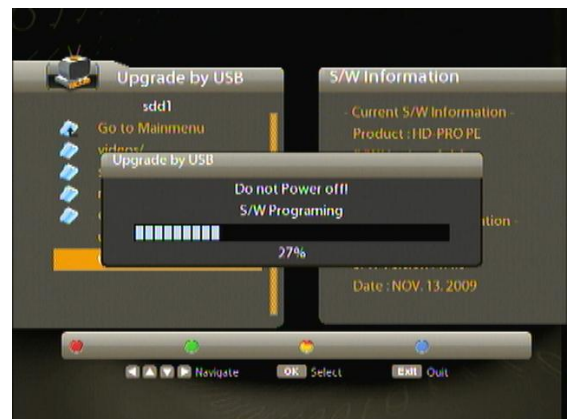 Upgrade by USB
S/W Information
sdd1
Go to Mainmenu
videos/
- Current S/W Information -
Product : HD-PRO PE
Upgrade by USB
Do not Power off!
S/W Programing
27%
Date : NOV. 13. 2009
Navigate
OK Select
Exit Quit